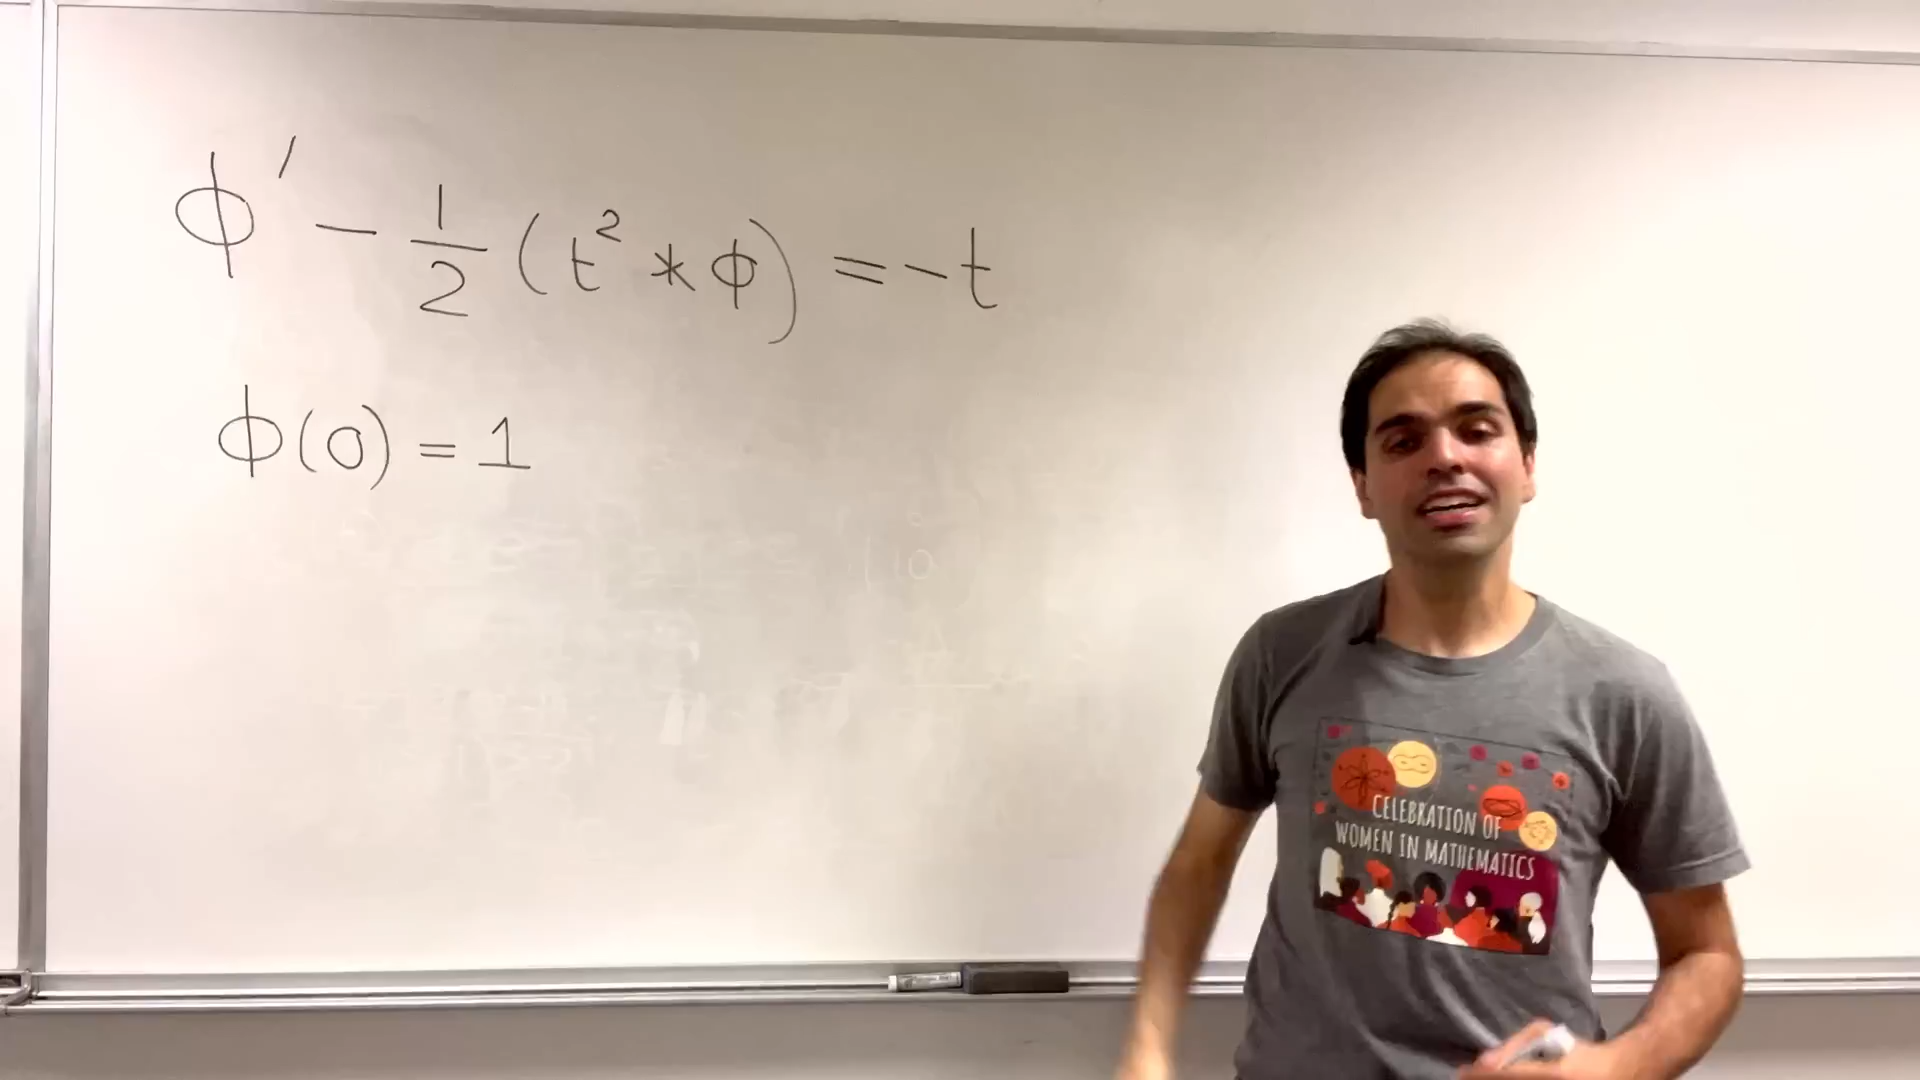 ϕ′ − 1/2 (t² * ϕ) = −t
ϕ(0) = 1
CELEBRATION OF
WOMEN IN MATHEMATICS